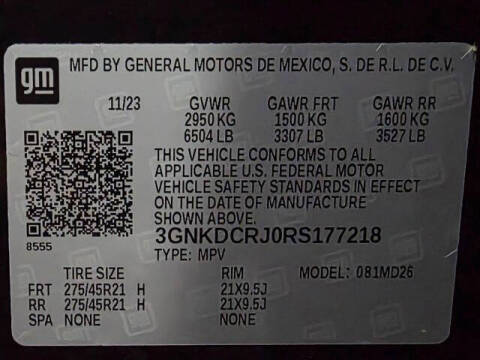 gm
MFD BY GENERAL MOTORS DE MEXICO, S. DE R.L. DE C.V.
11/23 GVWR GAWR FRT GAWR RR
2950 KG 1500 KG 1600 KG
6504 LB 3307 LB 3527 LB
THIS VEHICLE CONFORMS TO ALL
APPLICABLE U.S. FEDERAL MOTOR
VEHICLE SAFETY STANDARDS IN EFFECT
ON THE DATE OF MANUFACTURE
SHOWN ABOVE.
8555
3GNKDCRJ0RS177218
TYPE: MPV
TIRE SIZE RIM MODEL: 081MD26
FRT 275/45R21 H 21X9.5J
RR 275/45R21 H 21X9.5J
SPA NONE NONE